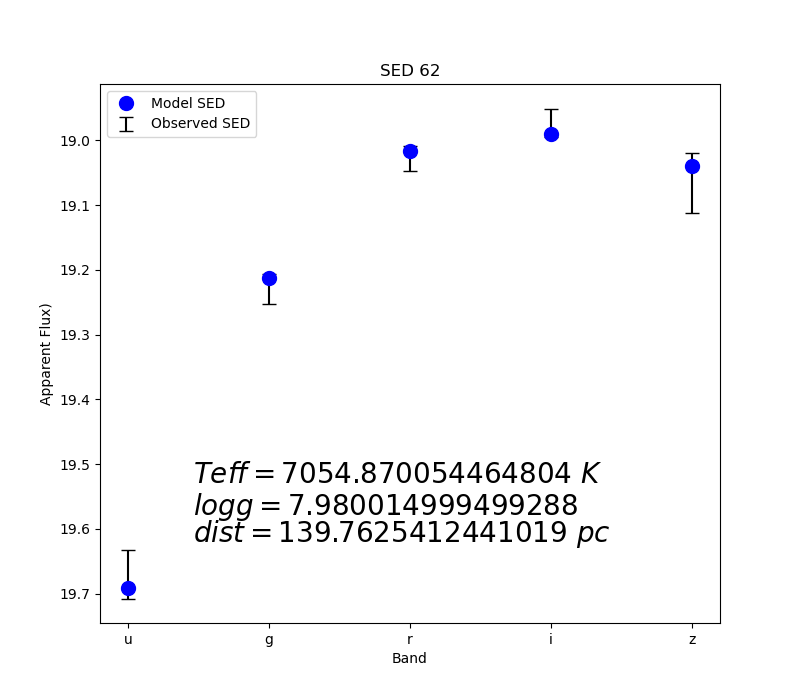 SED 62
Model SED
Observed SED
19.0
19.1
19.2
19.3
19.4
19.5
19.6
19.7
Apparent Flux)
Teff = 7054.870054464804 K
logg = 7.980014999499288
dist = 139.7625412441019 pc
u g r i z
Band